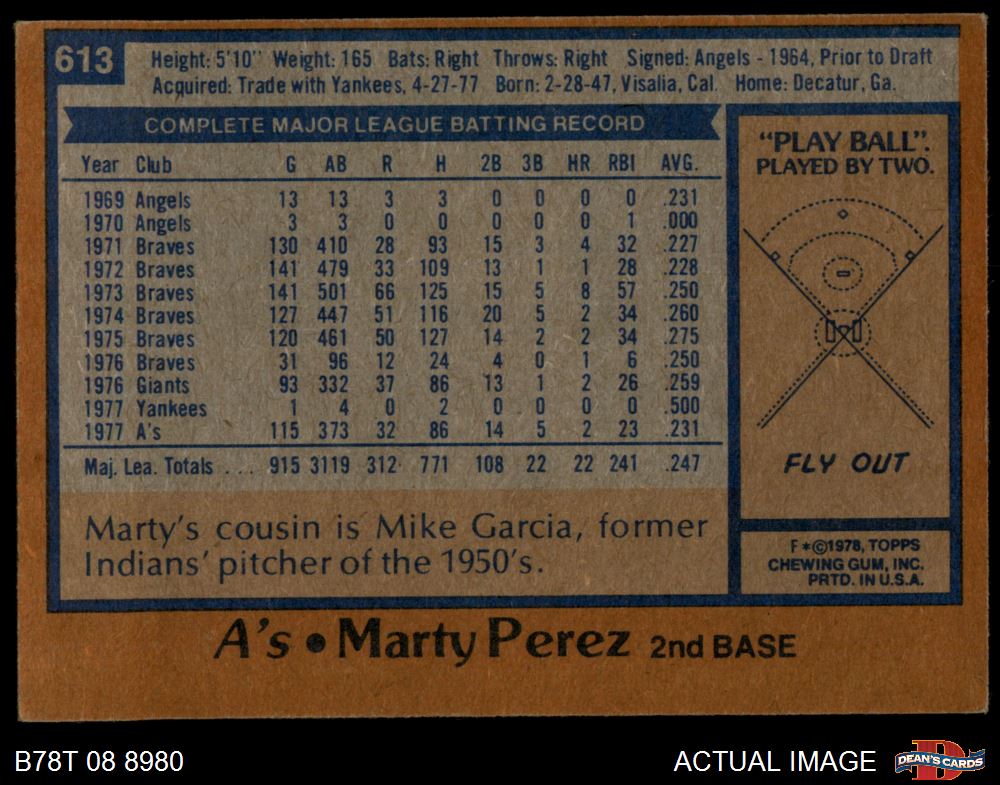 613
Height: 5'10" Weight: 165 Bats: Right Throws: Right Signed: Angels - 1964, Prior to Draft
Acquired: Trade with Yankees, 4-27-77 Born: 2-28-47, Visalia, Cal. Home: Decatur, Ga.
COMPLETE MAJOR LEAGUE BATTING RECORD
Year Club G AB R H 2B 3B HR RBI AVG.
1969 Angels 13 13 3 3 0 0 0 0 .231
1970 Angels 3 3 0 0 0 0 0 1 .000
1971 Braves 130 410 28 93 15 3 4 32 .227
1972 Braves 141 479 33 109 13 1 1 28 .228
1973 Braves 141 501 66 125 15 5 8 57 .250
1974 Braves 127 447 51 116 20 5 2 34 .260
1975 Braves 120 461 50 127 14 2 2 34 .275
1976 Braves 31 96 12 24 4 0 1 6 .250
1976 Giants 93 332 37 86 13 1 2 26 .259
1977 Yankees 1 4 0 2 0 0 0 0 .500
1977 A's 115 373 32 86 14 5 2 23 .231
Maj. Lea. Totals .... 915 3119 312 771 108 22 22 241 .247
Marty's cousin is Mike Garcia, former
Indians' pitcher of the 1950's.
"PLAY BALL".
PLAYED BY TWO.
FLY OUT
F*©1978, TOPPS
CHEWING GUM, INC.
PRTD. IN U.S.A.
A's • Marty Perez 2nd BASE
B78T 08 8980
ACTUAL IMAGE
D
DEAN'S CARDS